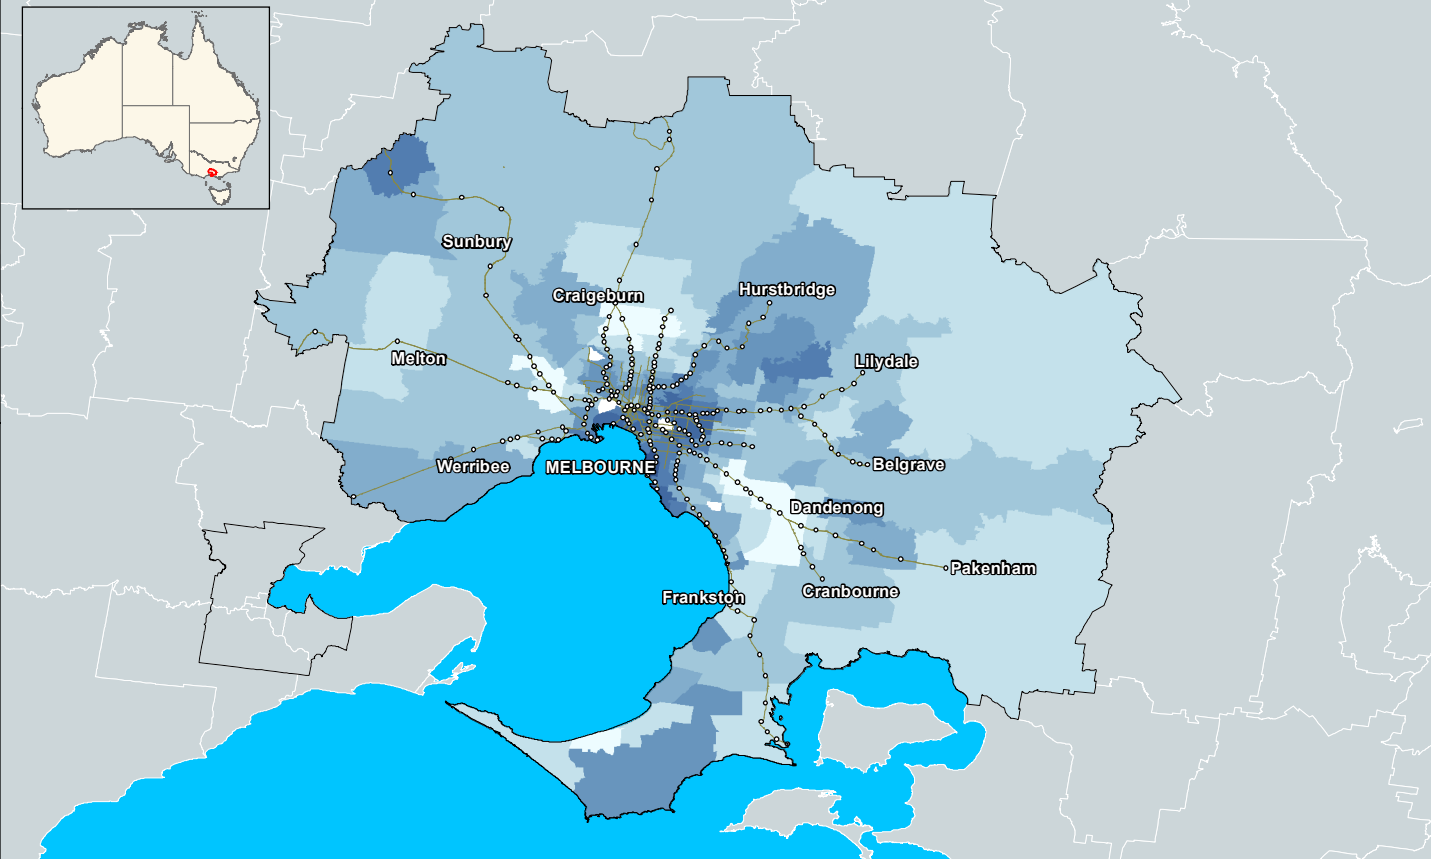 Sunbury
Hurstbridge
Craigeburn
Melton
Lilydale
Werribee
MELBOURNE
Belgrave
Dandenong
Pakenham
Cranbourne
Frankston